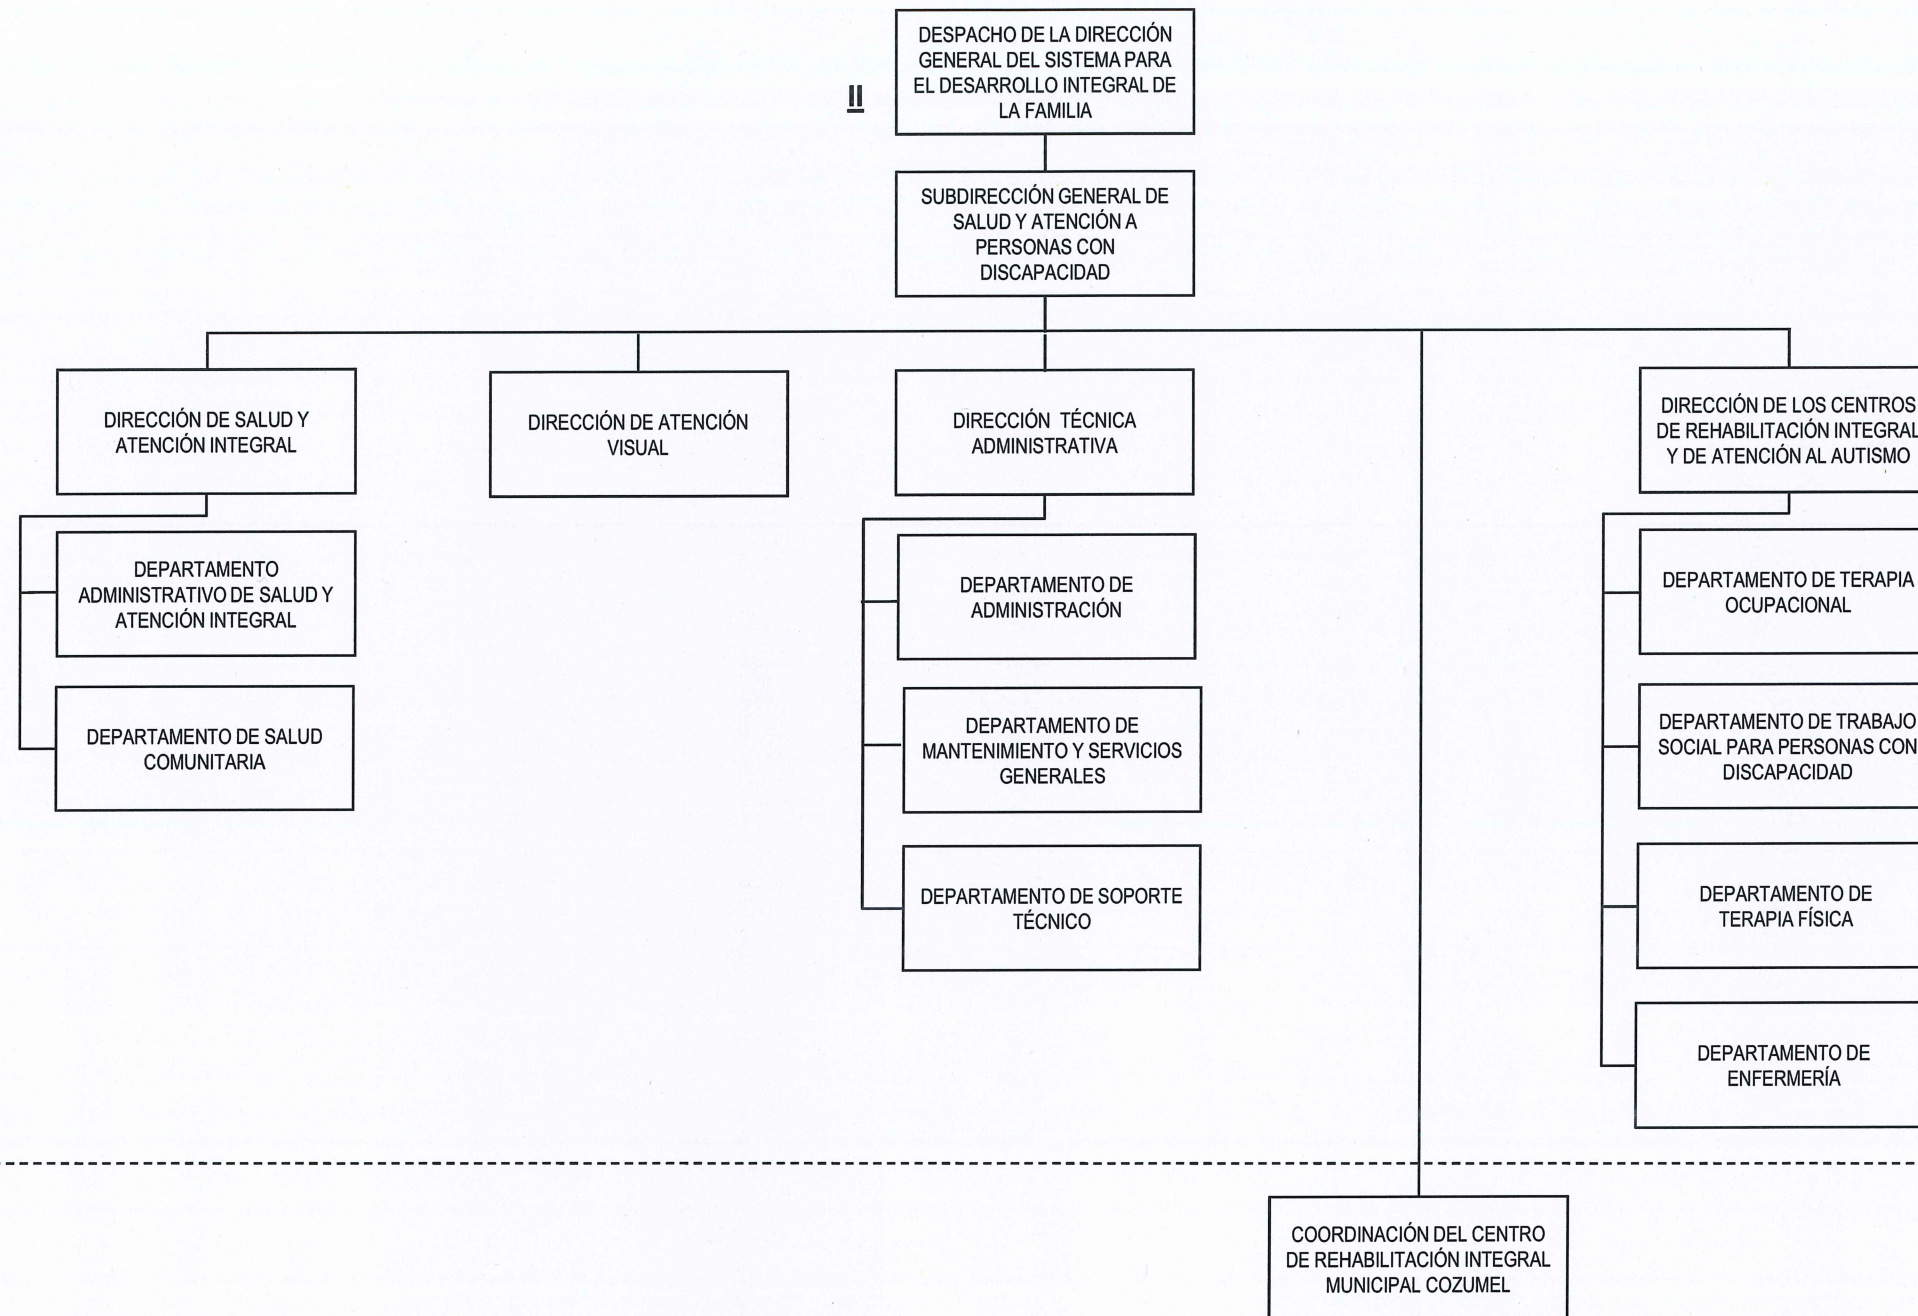 DESPACHO DE LA DIRECCIÓN
GENERAL DEL SISTEMA PARA
EL DESARROLLO INTEGRAL DE
LA FAMILIA
II
SUBDIRECCIÓN GENERAL DE
SALUD Y ATENCIÓN A
PERSONAS CON
DISCAPACIDAD
DIRECCIÓN DE SALUD Y
ATENCIÓN INTEGRAL
DEPARTAMENTO
ADMINISTRATIVO DE SALUD Y
ATENCIÓN INTEGRAL
DEPARTAMENTO DE SALUD
COMUNITARIA
DIRECCIÓN DE ATENCIÓN
VISUAL
DIRECCIÓN TÉCNICA
ADMINISTRATIVA
DEPARTAMENTO DE
ADMINISTRACIÓN
DEPARTAMENTO DE
MANTENIMIENTO Y SERVICIOS
GENERALES
DEPARTAMENTO DE SOPORTE
TÉCNICO
DIRECCIÓN DE LOS CENTROS
DE REHABILITACIÓN INTEGRAL
Y DE ATENCIÓN AL AUTISMO
DEPARTAMENTO DE TERAPIA
OCUPACIONAL
DEPARTAMENTO DE TRABAJO
SOCIAL PARA PERSONAS CON
DISCAPACIDAD
DEPARTAMENTO DE
TERAPIA FÍSICA
DEPARTAMENTO DE
ENFERMERÍA
COORDINACIÓN DEL CENTRO
DE REHABILITACIÓN INTEGRAL
MUNICIPAL COZUMEL